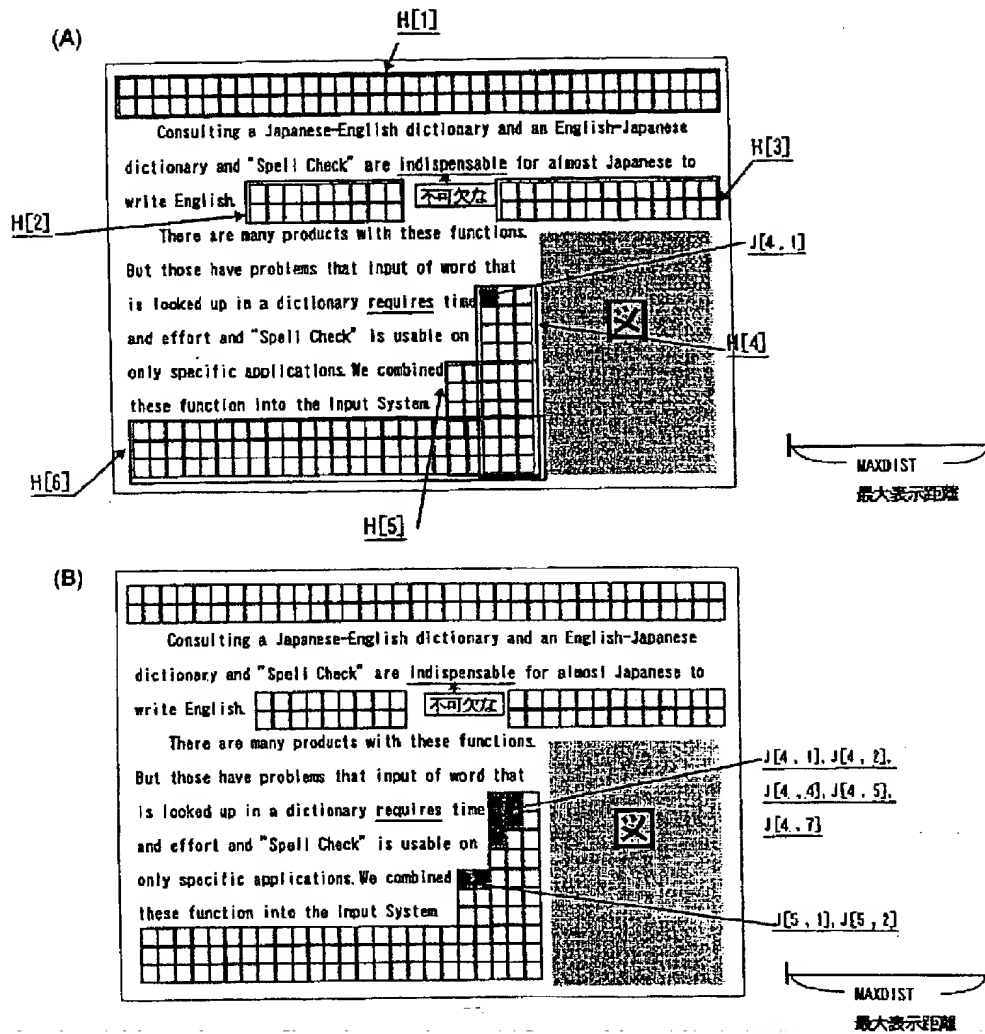 (A)
H[1]
Consulting a Japanese-English dictionary and an English-Japanese
dictionary and "Spell Check" are indispensable for almost Japanese to
write English.
不可欠な
H[3]
H[2]
There are many products with these functions.
J[4, 1]
But those have problems that input of word that
is looked up in a dictionary requires time
and effort and "Spell Check" is usable on
H[4]
only specific applications. We combined
these function into the Input System
H[6]
H[5]
MAXDIST
最大表示距離
(B)
Consulting a Japanese-English dictionary and an English-Japanese
dictionary and "Spell Check" are indispensable for almost Japanese to
write English.
不可欠な
There are many products with these functions.
But those have problems that input of word that
J[4, 1], J[4, 2],
is looked up in a dictionary requires time
J[4, 4], J[4, 5],
J[4, 7]
and effort and "Spell Check" is usable on
only specific applications. We combined
these function into the Input System
J[5, 1], J[5, 2]
MAXDIST
最大表示距離